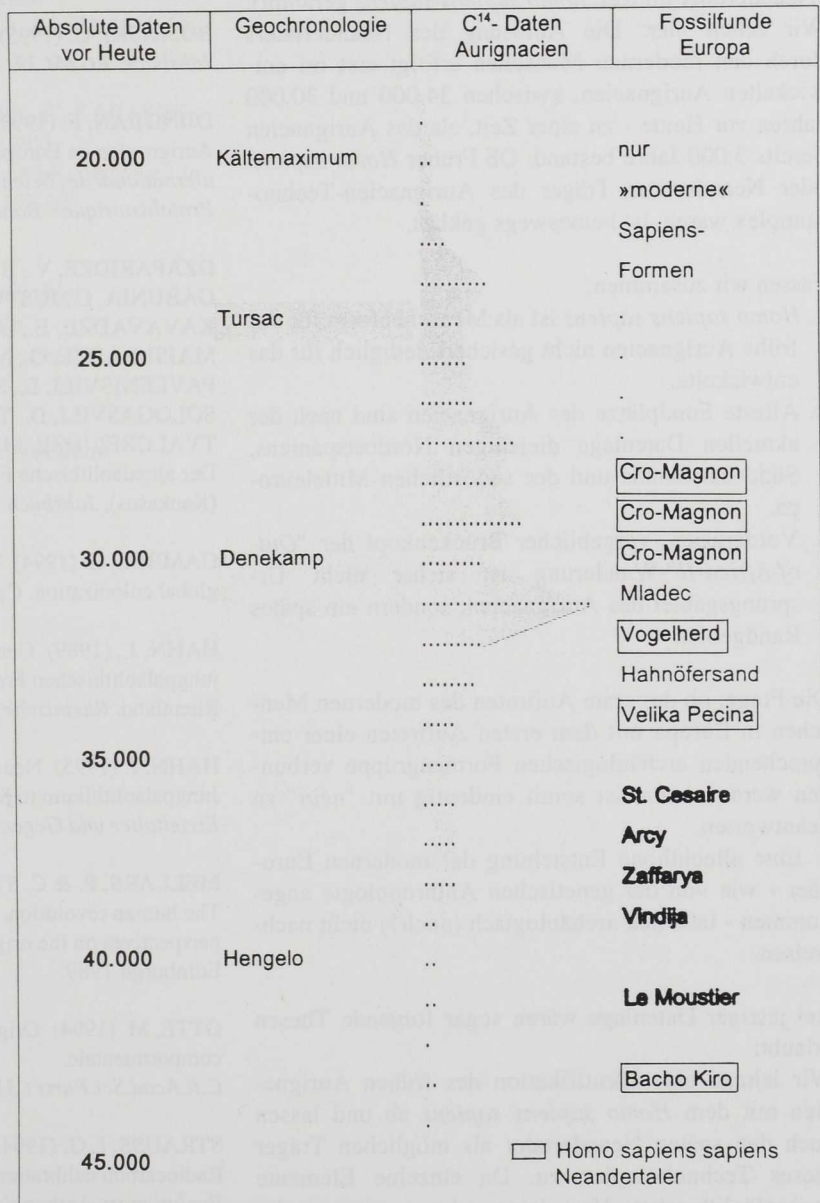 Absolute Daten vor Heute
Geochronologie
C¹⁴- Daten Aurignacien
Fossilfunde Europa
20.000 Kältemaximum nur
»moderne«
Sapiens-
Formen
Tursac
25.000
Cro-Magnon
Cro-Magnon
30.000 Denekamp Cro-Magnon
Mladec
Vogelherd
Hahnöfersand
Velika Pecina
35.000
St. Cesaire
Arcy
Zaffarya
Vindija
40.000 Hengelo
Le Moustier
Bacho Kiro
45.000 Homo sapiens sapiens
Neandertaler